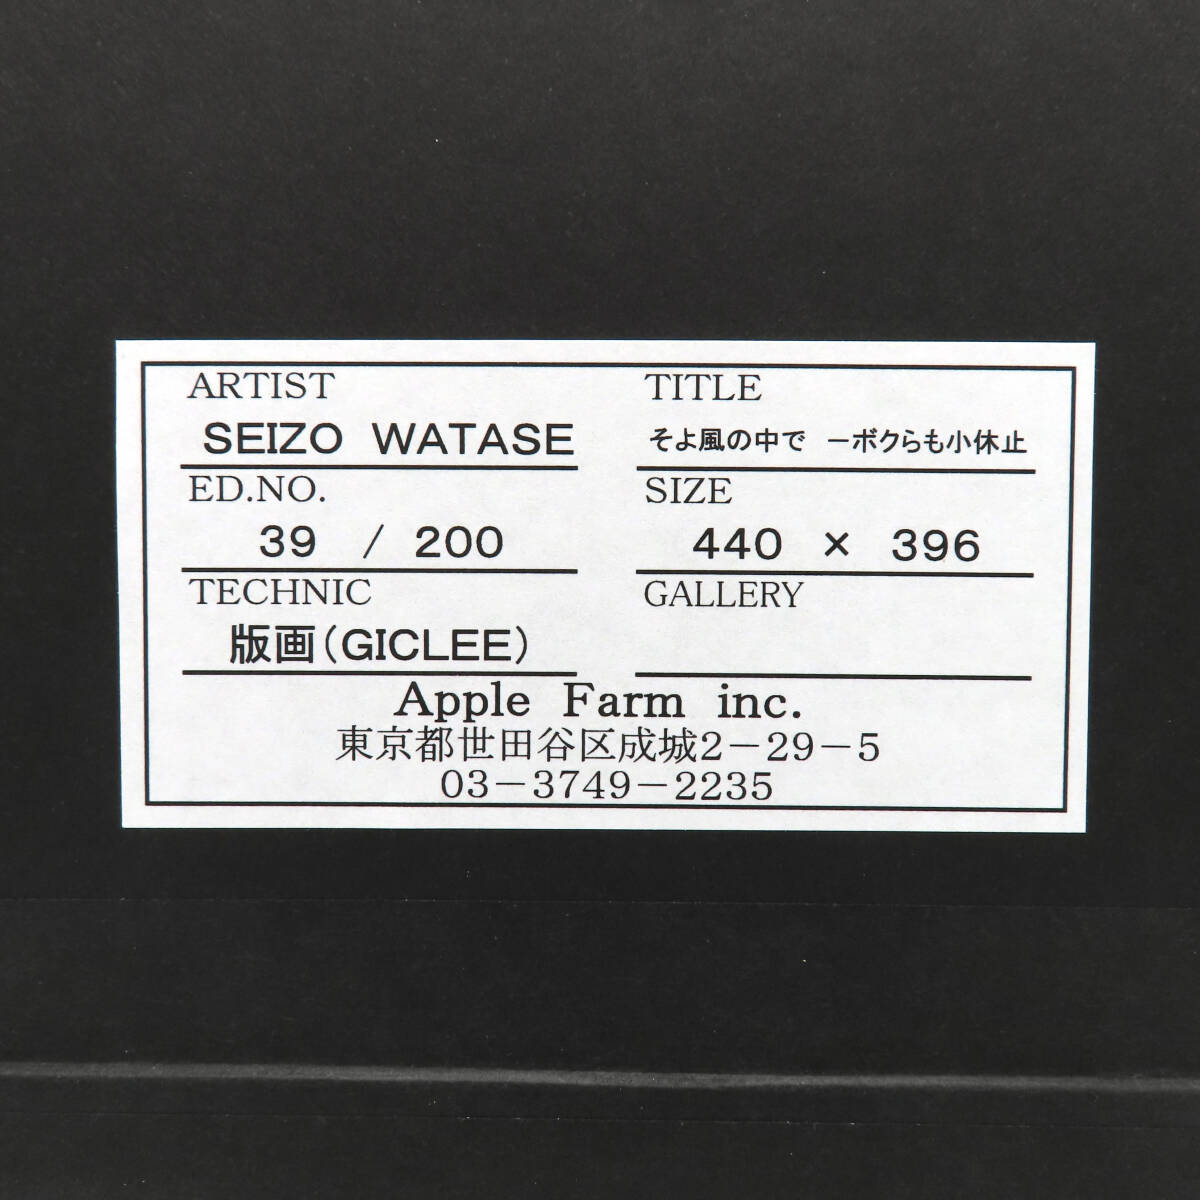 ARTIST
SEIZO WATASE
TITLE
そよ風の中で －ボクらも小休止
ED.NO.
39 / 200
SIZE
440 × 396
TECHNIC
版画(GICLEE)
GALLERY
Apple Farm inc.
東京都世田谷区成城2－29－5
03－3749－2235